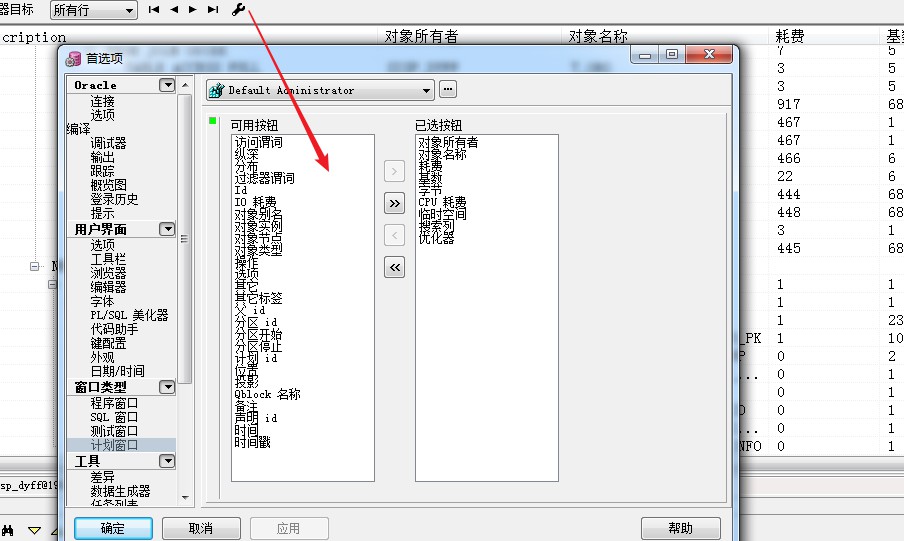 器目标 所有行
cription 对象所有者 对象名称 耗费 基
首选项
7 5
3 5
3 5
917 68
467 1
467 1
466 6
22 6
444 68
448 68
3 1
445 68
1 1
1 1
1 23
_PK 1 10
P 0 2
... 0 1
0 1
0 1
... 0 1
NFO 0 1
Oracle
连接
选项
编译
调试器
输出
跟踪
概览图
登录历史
提示
用户界面
选项
工具栏
浏览器
编辑器
字体
PL/SQL 美化器
代码助手
键配置
外观
日期/时间
窗口类型
程序窗口
SQL 窗口
测试窗口
计划窗口
工具
差异
数据生成器
任务列表
Default Administrator
...
可用按钮
访问谓词
纵深
分布
过滤器谓词
Id
IO 耗费
对象别名
对象实例
对象节点
对象类型
操作
选项
其它
其它标签
父 id
分区 id
分区开始
分区停止
计划 id
位置
投影
Qblock 名称
备注
声明 id
时间
时间戳
>
>>
<
<<
已选按钮
对象所有者
对象名称
耗费
基数
字节
CPU 耗费
临时空间
搜索列
优化器
sp_dyff@19
确定 取消 应用 帮助